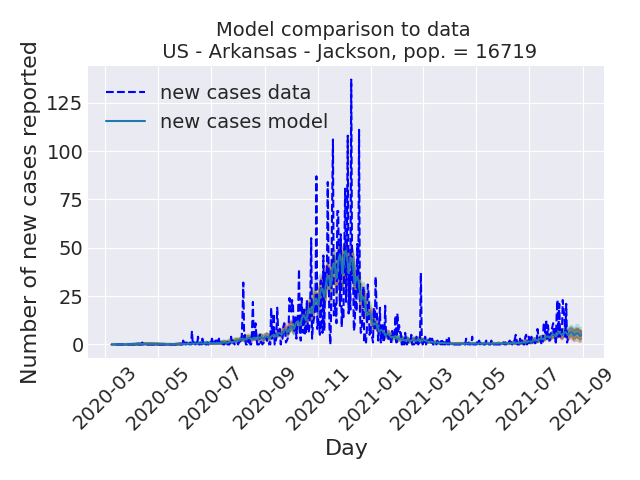 Model comparison to data
US - Arkansas - Jackson, pop. = 16719
Number of new cases reported
125
100
75
50
25
0
new cases data
new cases model
2020-03
2020-05
2020-07
2020-09
2020-11
2021-01
2021-03
2021-05
2021-07
2021-09
Day